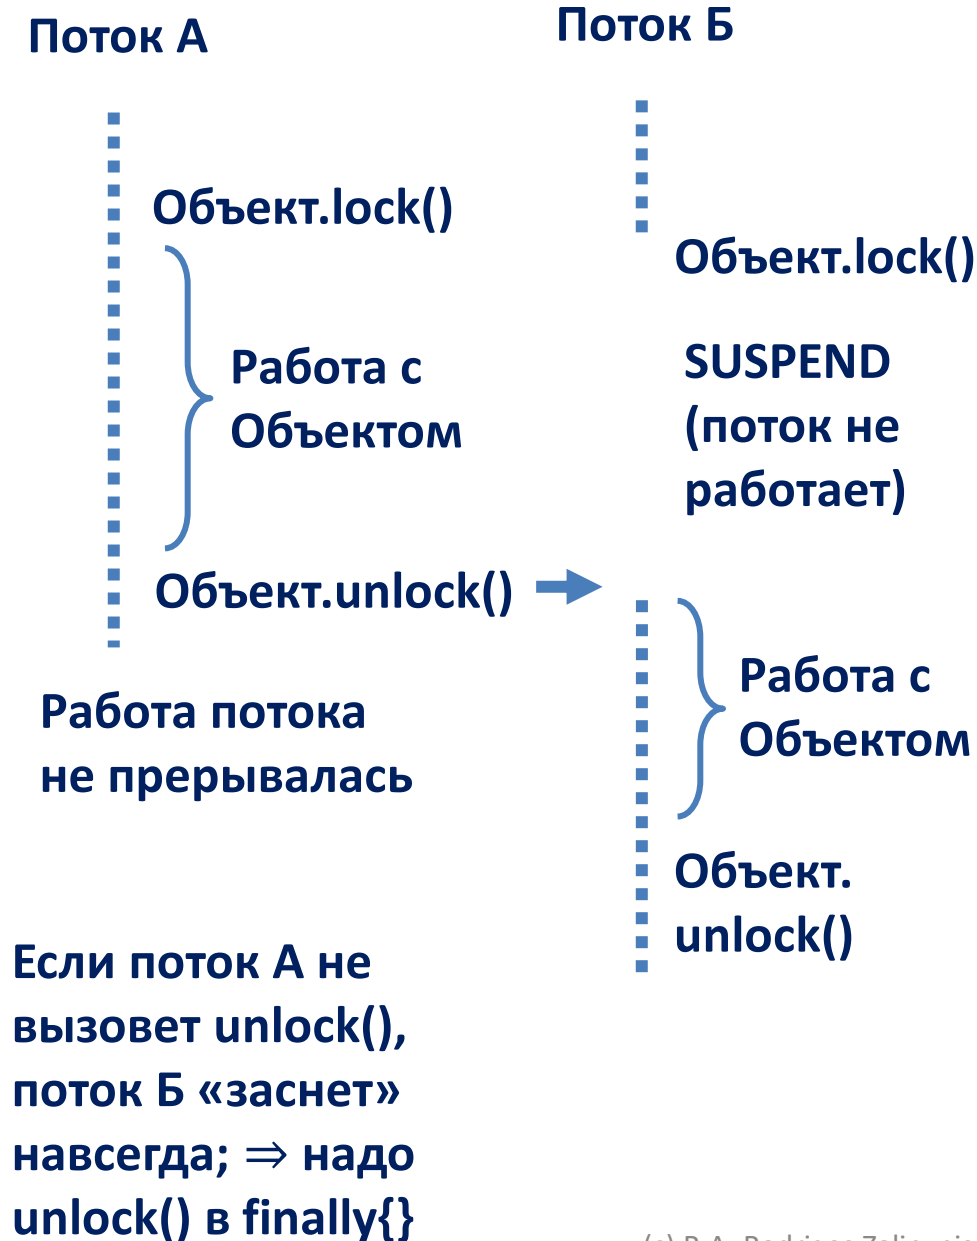 Поток А
Поток Б
Объект.lock()
Объект.lock()
Работа с
Объектом
SUSPEND
(поток не
работает)
Объект.unlock()
Работа с
Объектом
Работа потока
не прерывалась
Объект.
unlock()
Если поток А не
вызовет unlock(),
поток Б «заснет»
навсегда; ⇒ надо
unlock() в finally{}